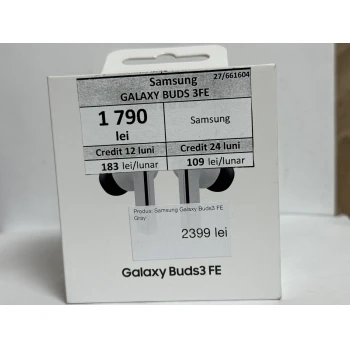 Samsung
27/661604
GALAXY BUDS 3FE
1 790
lei
Samsung
Credit 12 luni
Credit 24 luni
183 lei/lunar
109 lei/lunar
Produs: Samsung Galaxy Buds3 FE,
Gray
2399 lei
Galaxy Buds3 FE